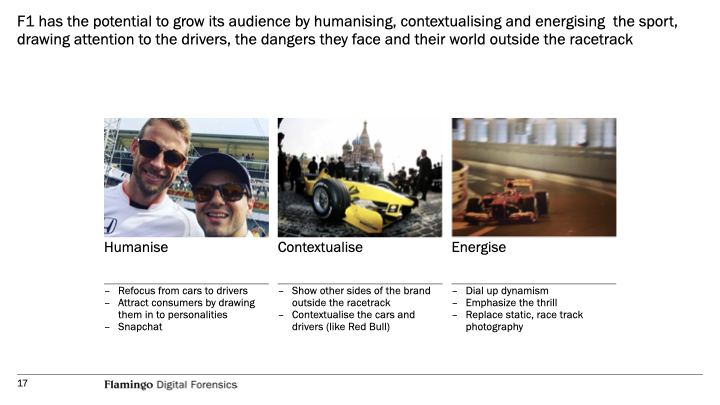 F1 has the potential to grow its audience by humanising, contextualising and energising  the sport,
drawing attention to the drivers, the dangers they face and their world outside the racetrack
Humanise
– Refocus from cars to drivers
– Attract consumers by drawing
them in to personalities
– Snapchat
Contextualise
– Show other sides of the brand
outside the racetrack
– Contextualise the cars and
drivers (like Red Bull)
Energise
– Dial up dynamism
– Emphasize the thrill
– Replace static, race track
photography
17
Flamingo Digital Forensics